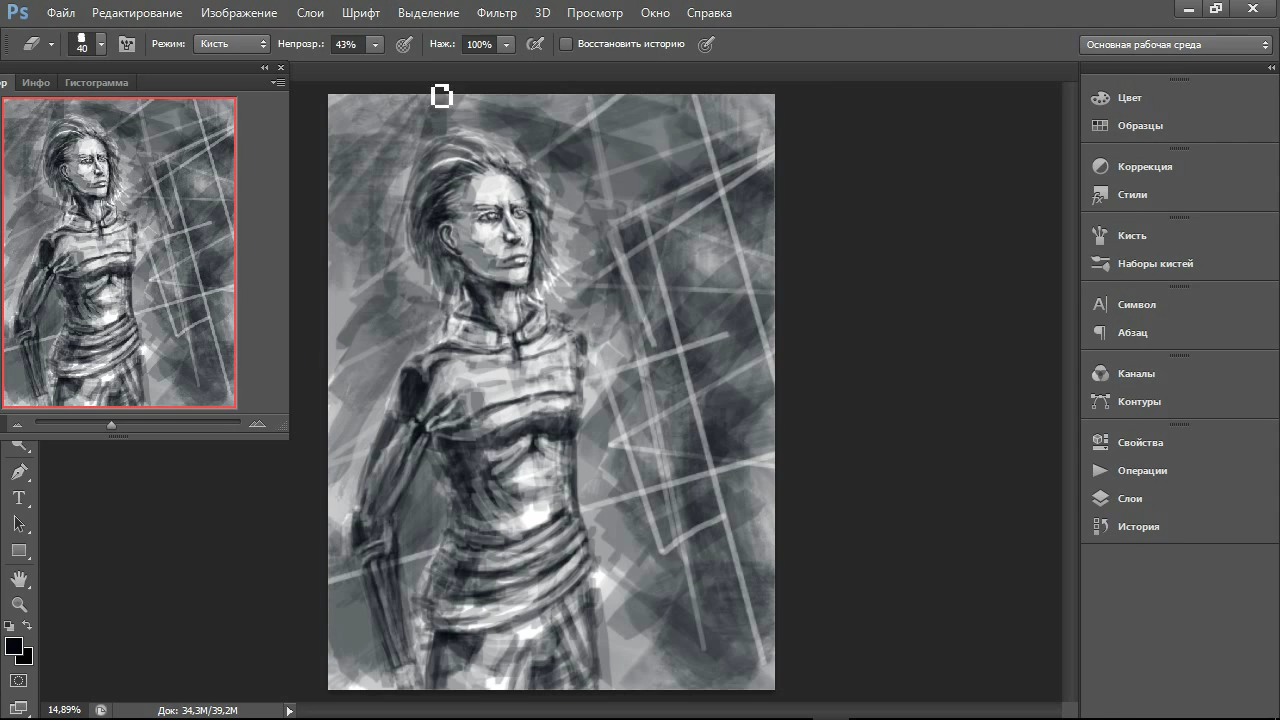 Ps Файл Редактирование Изображение Слои Шрифт Выделение Фильтр 3D Просмотр Окно Справка
40 Режим: Кисть Непрозр.: 43% Наж.: 100% Восстановить историю Основная рабочая среда
ор Инфо Гистограмма
Цвет
Образцы
Коррекция
Стили
Кисть
Наборы кистей
Символ
Абзац
Каналы
Контуры
Свойства
Операции
Слои
История
14,89% Док: 34,3M/39,2M